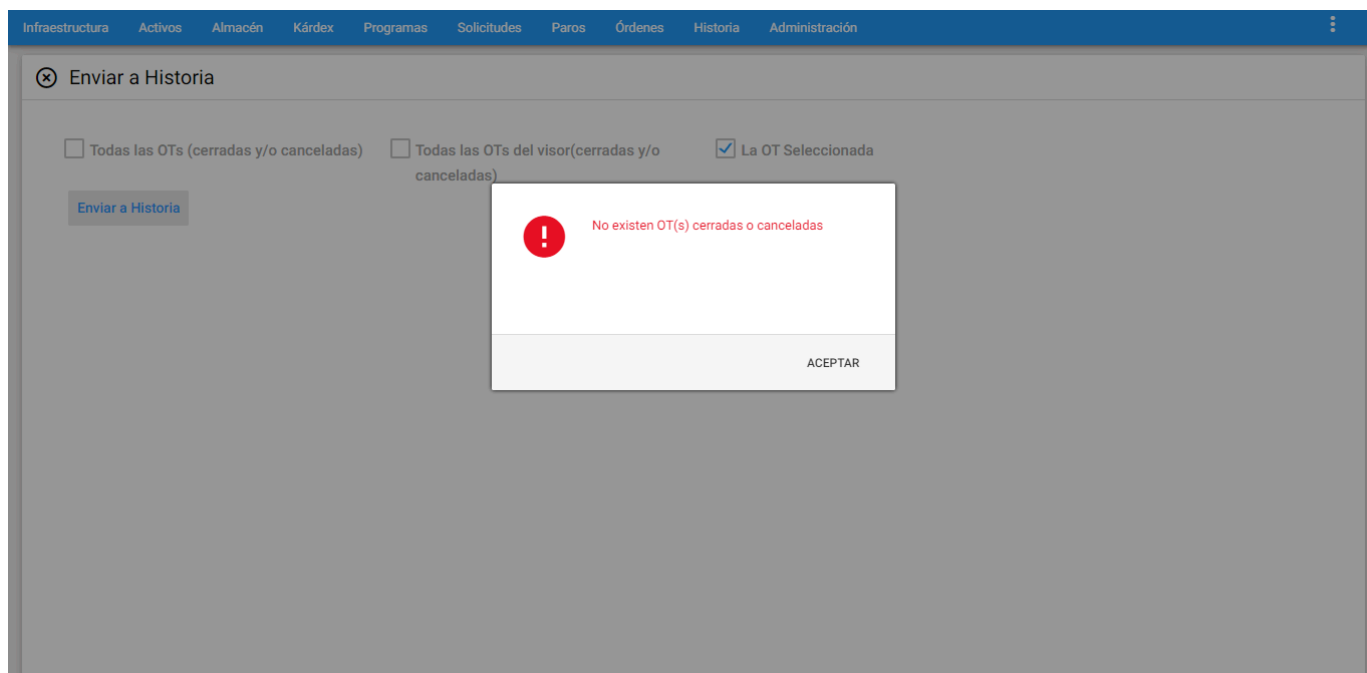 Infraestructura Activos Almacén Kárdex Programas Solicitudes Paros Órdenes Historia Administración
Enviar a Historia
Todas las OTs (cerradas y/o canceladas) Todas las OTs del visor(cerradas y/o La OT Seleccionada
canceladas)
Enviar a Historia
No existen OT(s) cerradas o canceladas
ACEPTAR